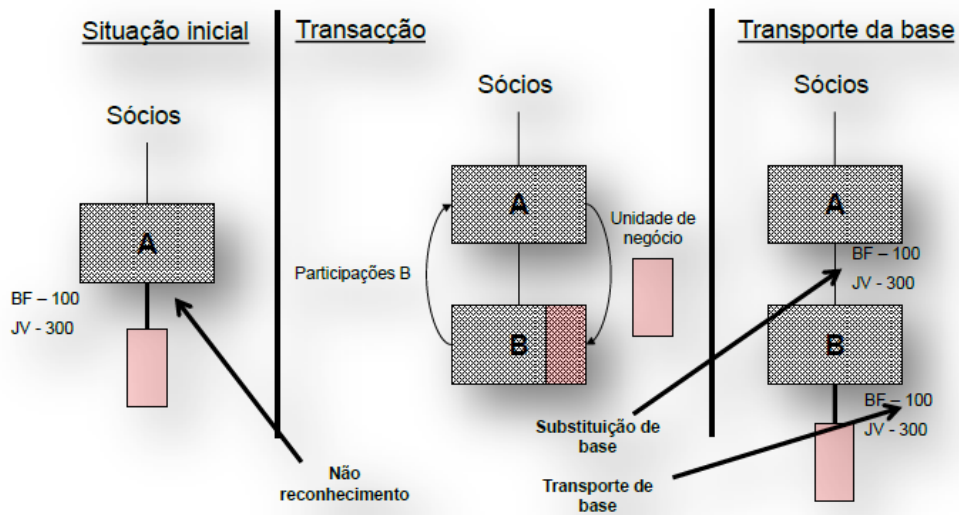 Situação inicial
Transacção
Transporte da base
Sócios
A
BF – 100
JV - 300
Não
reconhecimento
Sócios
A
Unidade de
negócio
Participações B
B
Substituição de
base
Transporte de
base
Sócios
A
BF – 100
JV - 300
B
BF – 100
JV - 300